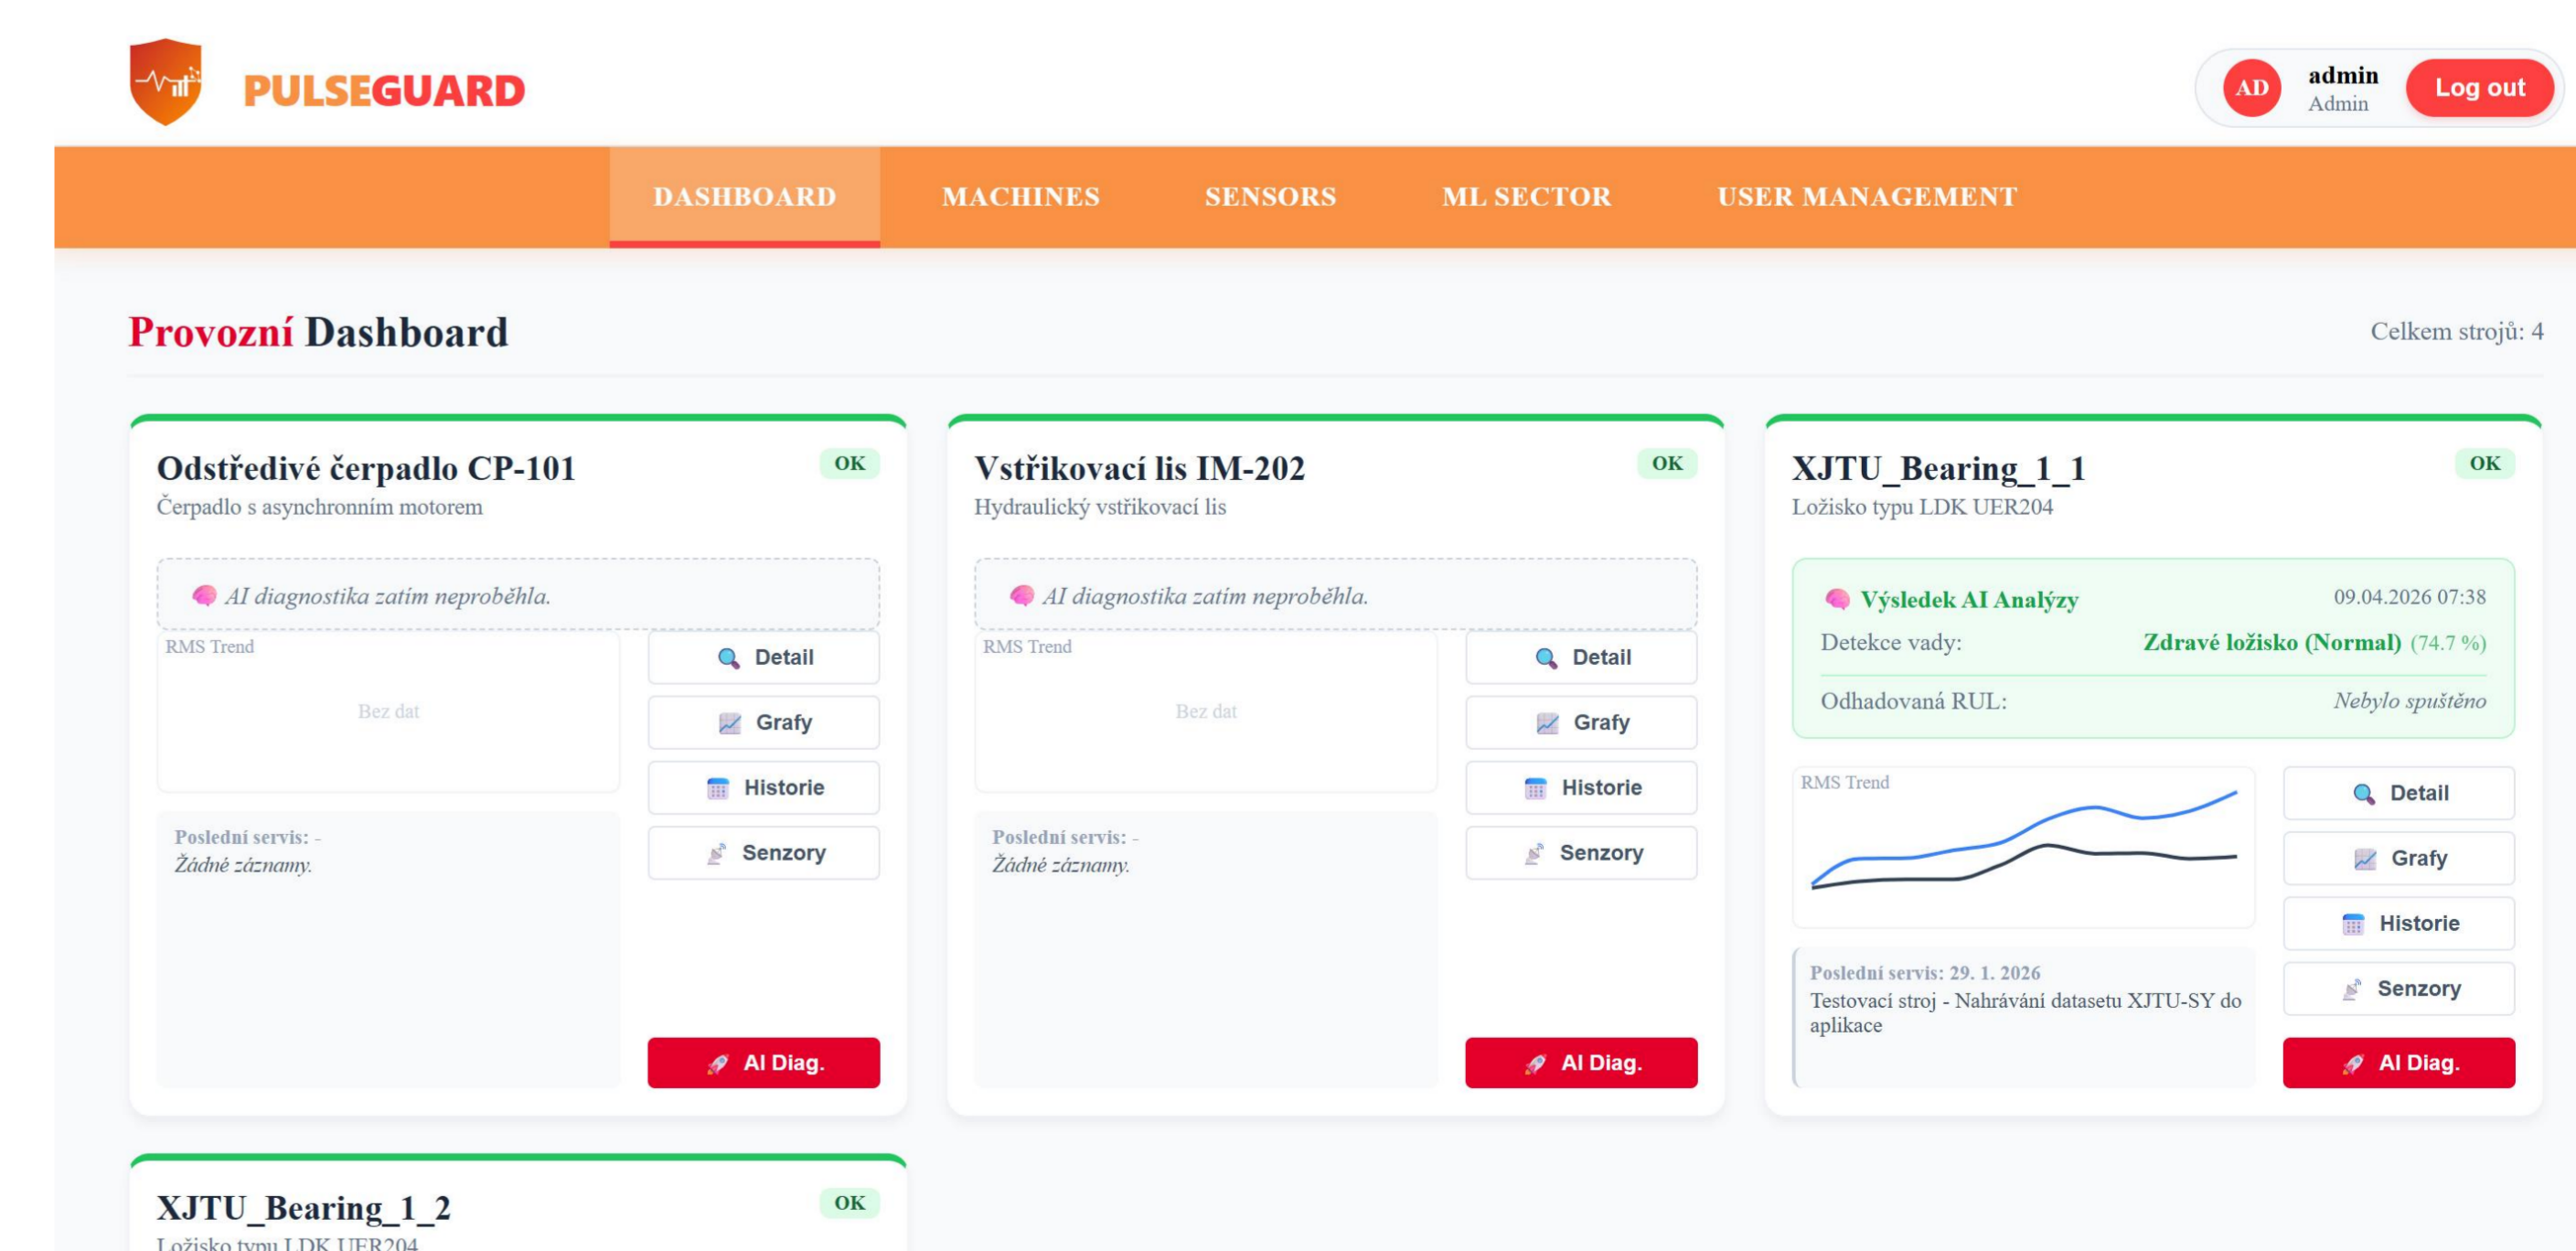 PULSEGUARD
AD
admin
Admin
Log out
DASHBOARD
MACHINES
SENSORS
ML SECTOR
USER MANAGEMENT
Provozní Dashboard
Celkem strojů: 4
Odstředivé čerpadlo CP-101
OK
Čerpadlo s asynchronním motorem
AI diagnostika zatím neproběhla.
RMS Trend
Bez dat
Detail
Grafy
Historie
Senzory
Poslední servis: -
Žádné záznamy.
AI Diag.
Vstřikovací lis IM-202
OK
Hydraulický vstřikovací lis
AI diagnostika zatím neproběhla.
RMS Trend
Bez dat
Detail
Grafy
Historie
Senzory
Poslední servis: -
Žádné záznamy.
AI Diag.
XJTU_Bearing_1_1
OK
Ložisko typu LDK UER204
Výsledek AI Analýzy
09.04.2026 07:38
Detekce vady:
Zdravé ložisko (Normal) (74.7 %)
Odhadovaná RUL:
Nebylo spuštěno
RMS Trend
Detail
Grafy
Historie
Senzory
Poslední servis: 29. 1. 2026
Testovací stroj - Nahrávání datasetu XJTU-SY do
aplikace
AI Diag.
XJTU_Bearing_1_2
OK
Ložisko typu LDK UER204